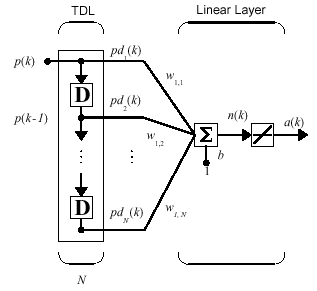 TDL Linear Layer
p(k) pd1(k)
w1,1
D
pd2(k)
p(k-1)
w1,2
n(k) a(k)
Σ
b
1
D
pdN(k) w1,N
N